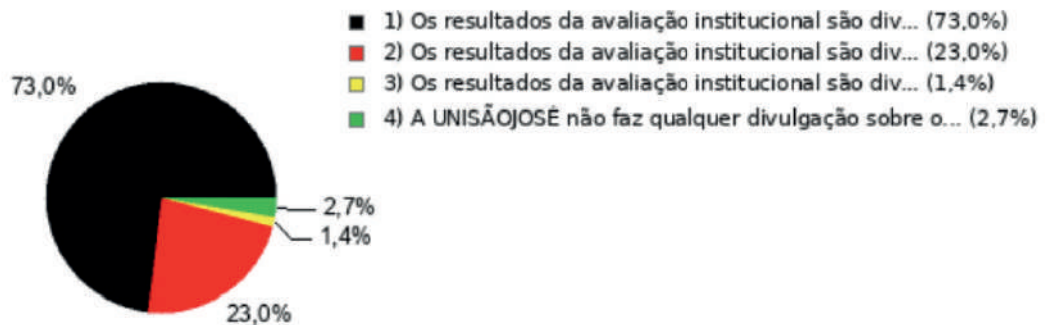 1) Os resultados da avaliação institucional são div... (73,0%)
2) Os resultados da avaliação institucional são div... (23,0%)
3) Os resultados da avaliação institucional são div... (1,4%)
4) A UNISÃOJOSÉ não faz qualquer divulgação sobre o... (2,7%)
73,0%
2,7%
1,4%
23,0%